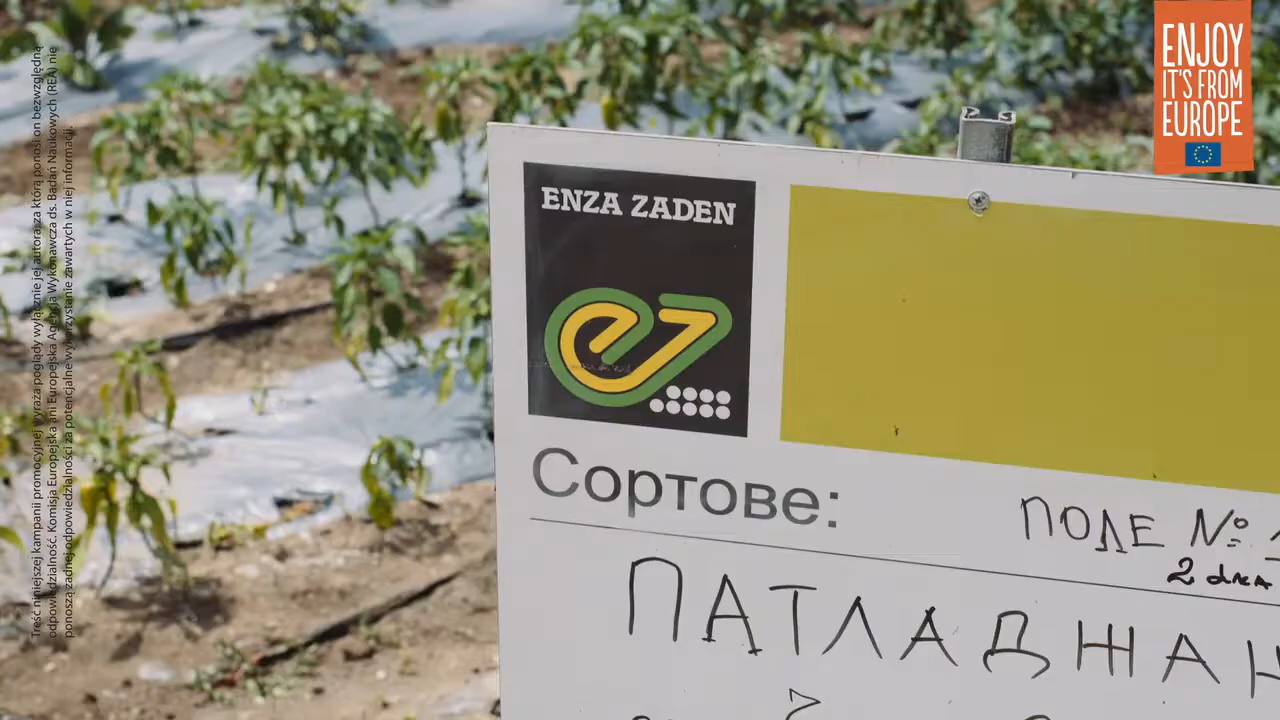 Treść niniejszej kampanii promocyjnej wyraża poglądy wyłącznie jej autora, za którą ponosi on bezwzględną
odpowiedzialność. Komisja Europejska ani Europejska Agencja Wykonawcza ds. Badań Naukowych (REA) nie
ponoszą żadnej odpowiedzialności za potencjalne wykorzystanie zawartych w niej informacji.
ENJOY
IT'S FROM
EUROPE
ENZA ZADEN
Сортове:
ПОЛЕ №
2 дка
ПАТЛАДЖАН